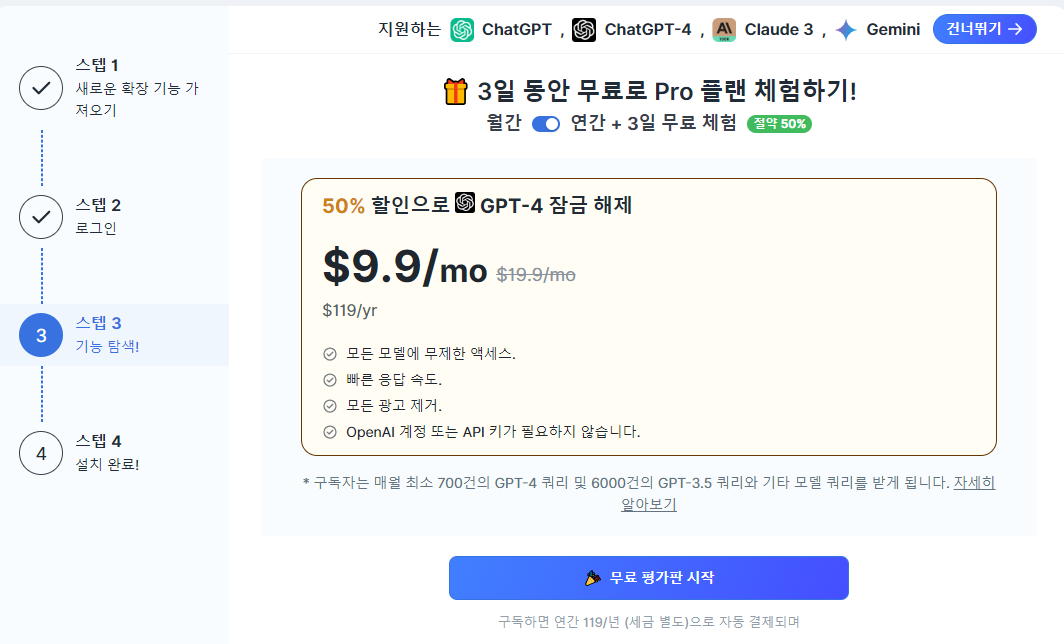 지원하는 ChatGPT , ChatGPT-4 , Claude 3 , Gemini 건너뛰기 →
스텝 1
새로운 확장 기능 가
져오기
스텝 2
로그인
3
스텝 3
기능 탐색!
4
스텝 4
설치 완료!
3일 동안 무료로 Pro 플랜 체험하기!
월간 연간 + 3일 무료 체험 절약 50%
50% 할인으로 GPT-4 잠금 해제
$9.9/mo $19.9/mo
$119/yr
모든 모델에 무제한 액세스.
빠른 응답 속도.
모든 광고 제거.
OpenAI 계정 또는 API 키가 필요하지 않습니다.
* 구독자는 매월 최소 700건의 GPT-4 쿼리 및 6000건의 GPT-3.5 쿼리와 기타 모델 쿼리를 받게 됩니다. 자세히
알아보기
무료 평가판 시작
구독하면 연간 119/년 (세금 별도)으로 자동 결제되며